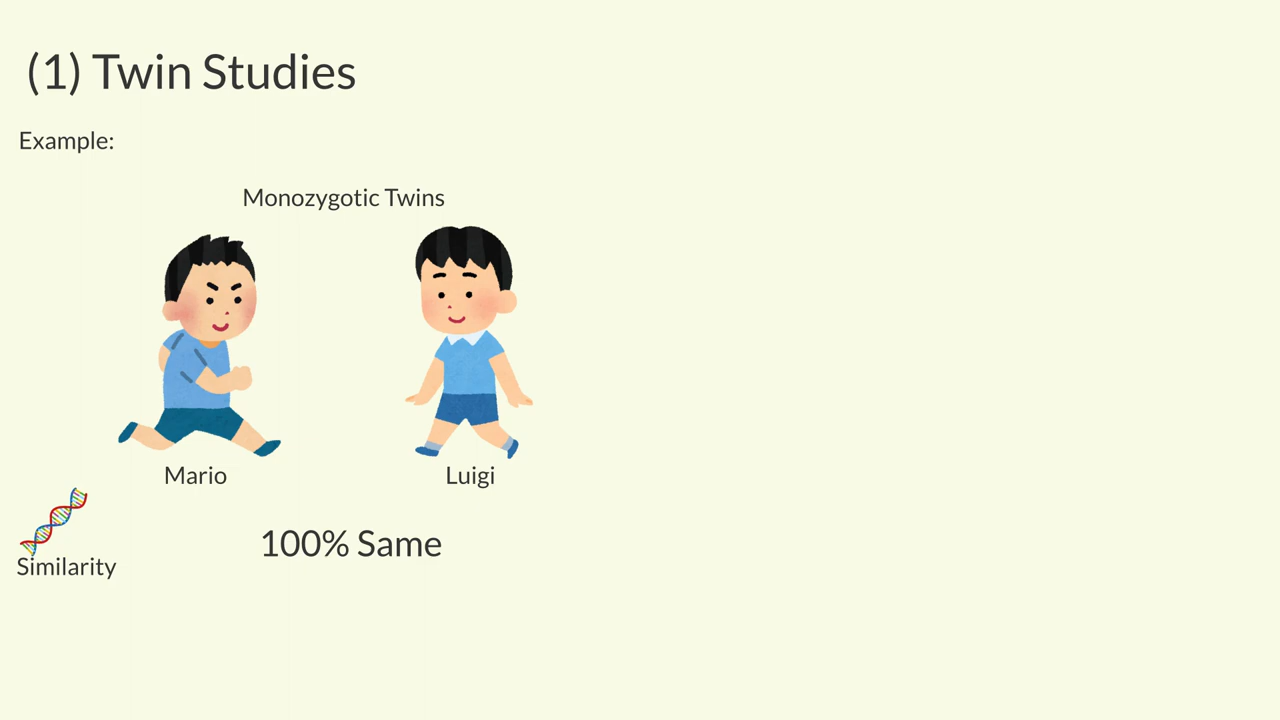 (1) Twin Studies
Example:
Monozygotic Twins
Mario
Luigi
100% Same
Similarity